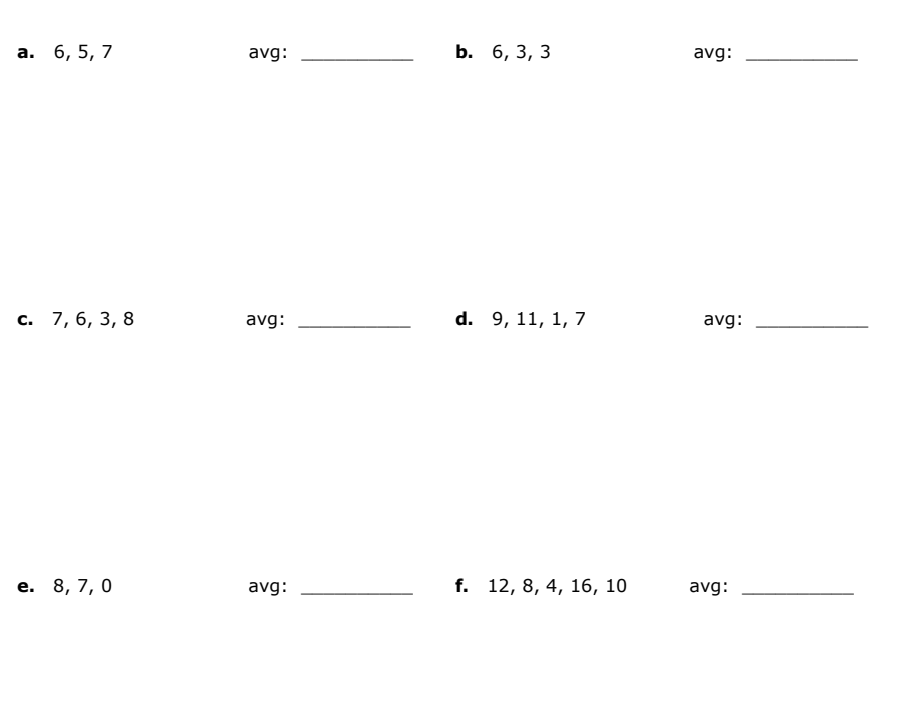 a. 6, 5, 7 avg: __________ b. 6, 3, 3 avg: __________
c. 7, 6, 3, 8 avg: __________ d. 9, 11, 1, 7 avg: __________
e. 8, 7, 0 avg: __________ f. 12, 8, 4, 16, 10 avg: __________